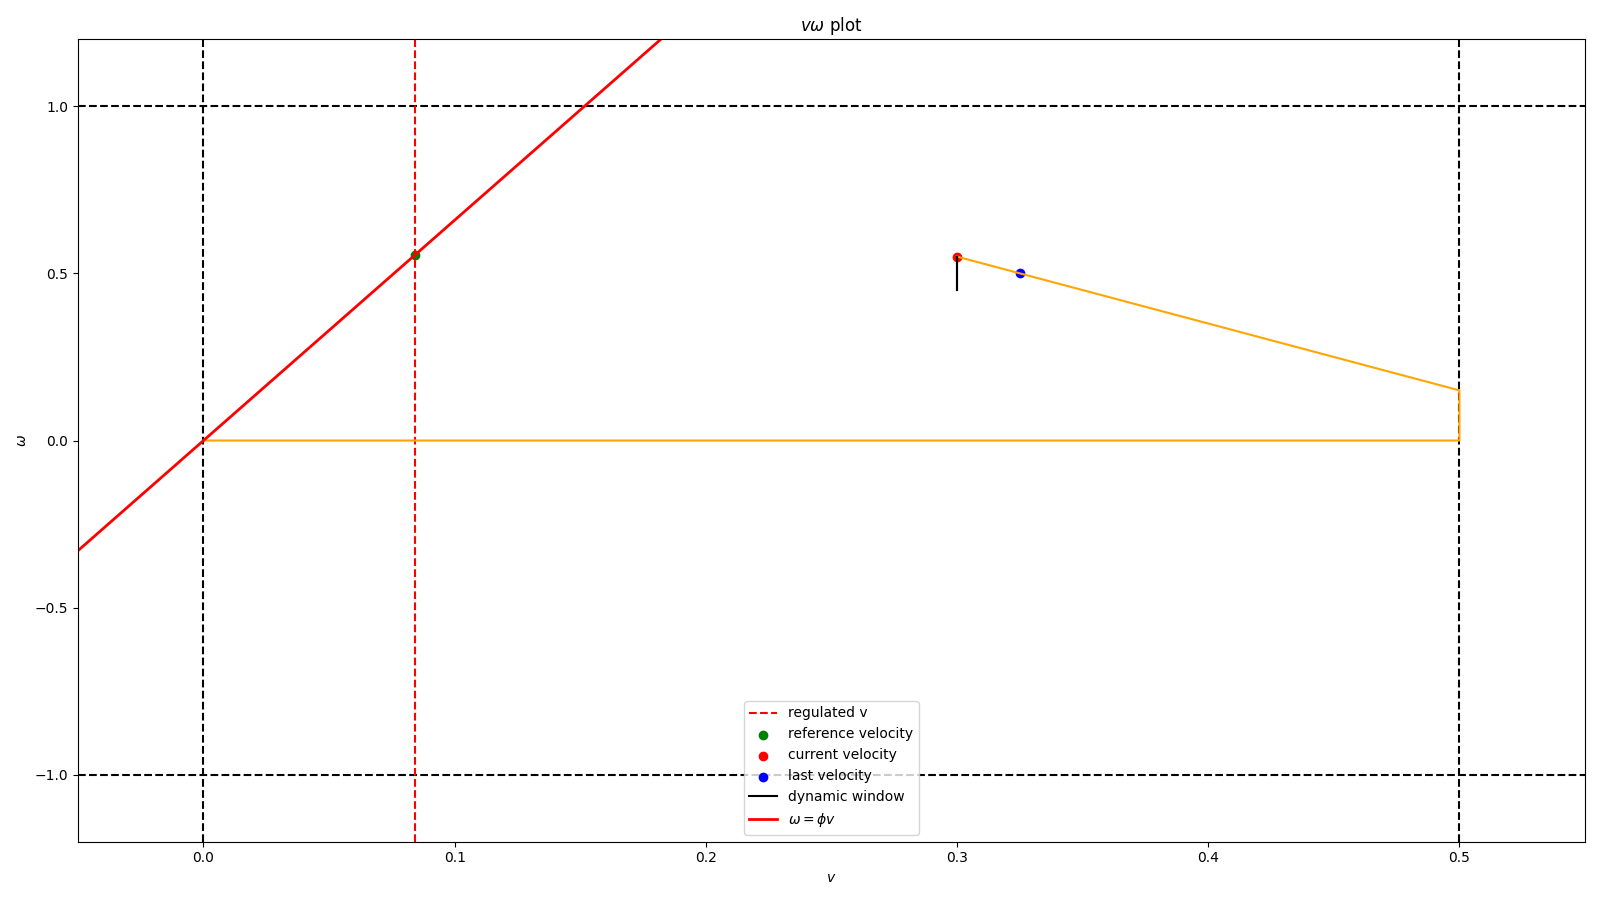 vω plot
1.0
0.5
0.0
−0.5
−1.0
ω
regulated v
reference velocity
current velocity
last velocity
dynamic window
ω = ϕv
0.0 0.1 0.2 0.3 0.4 0.5
v